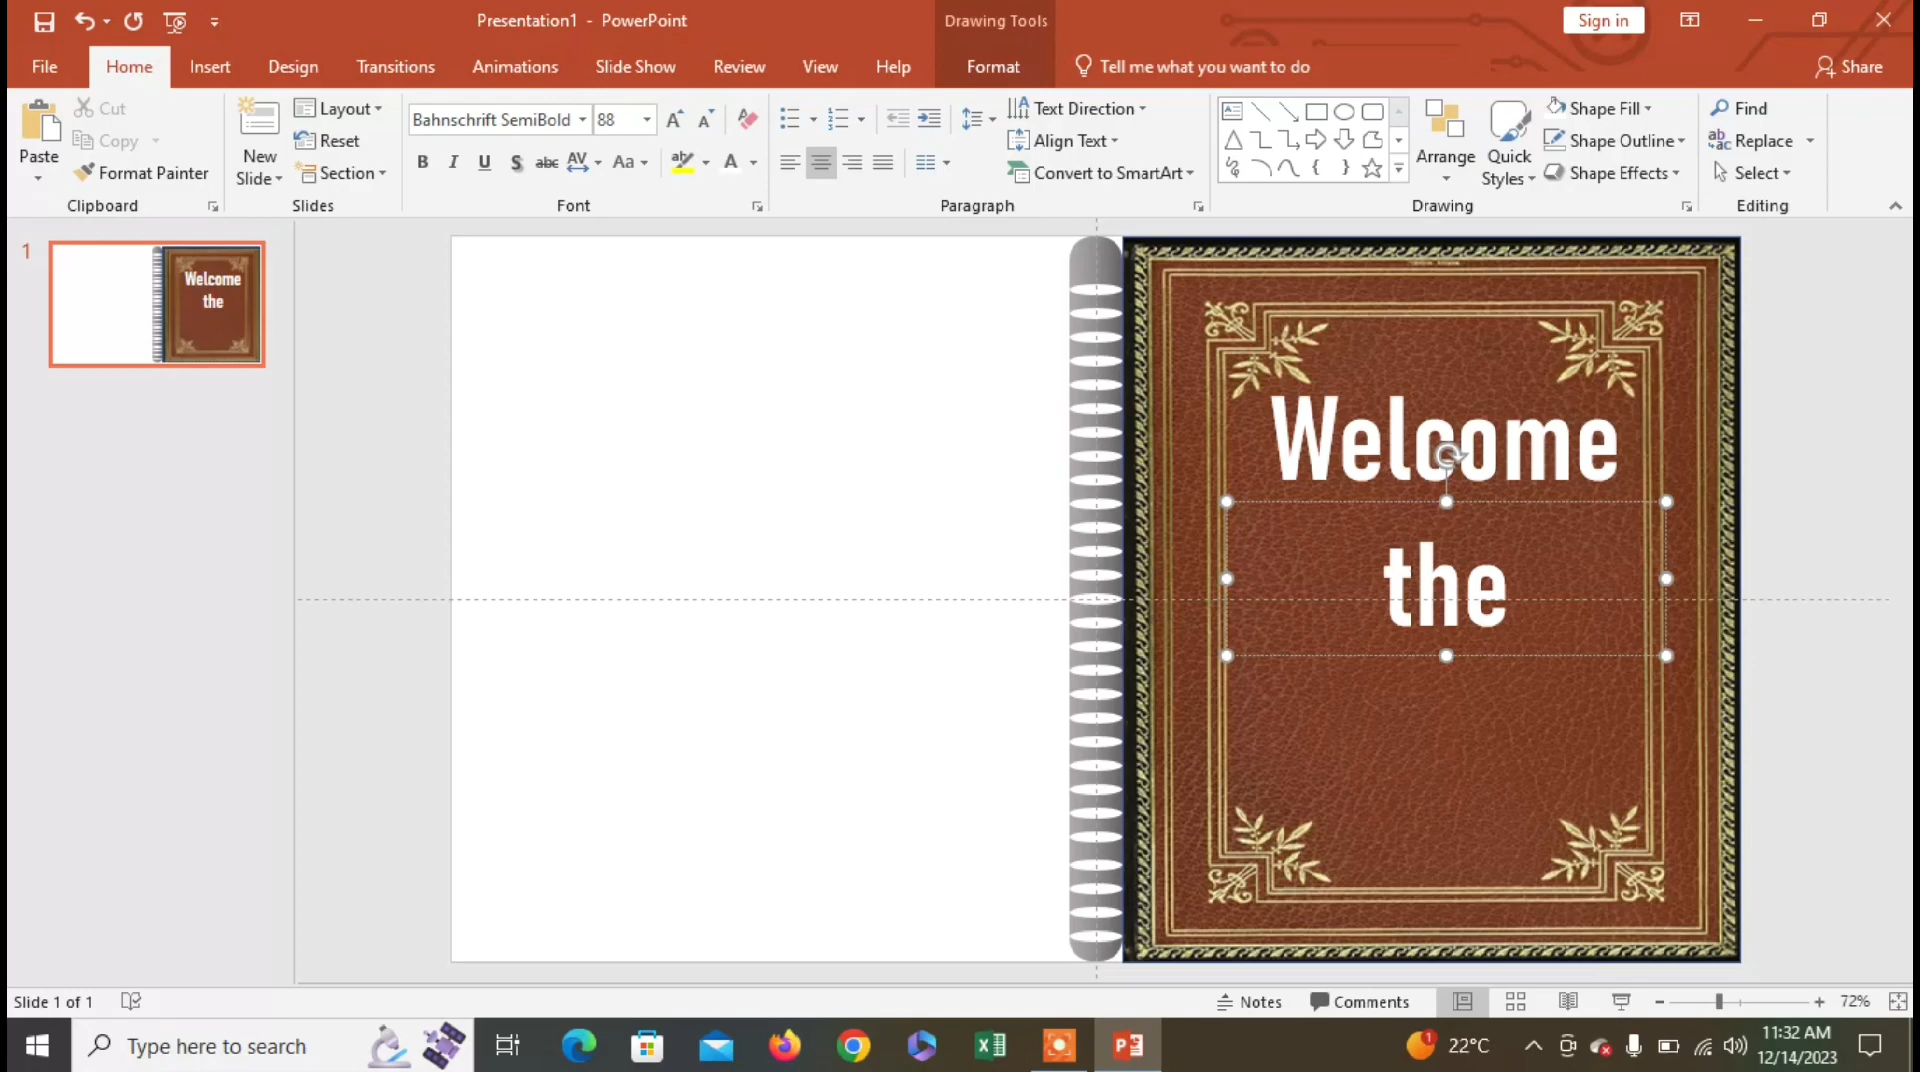 Presentation1 - PowerPoint
Drawing Tools
Sign in
File
Home
Insert
Design
Transitions
Animations
Slide Show
Review
View
Help
Format
Tell me what you want to do
Share
Paste
Cut
Copy
Format Painter
Clipboard
New Slide
Layout
Reset
Section
Slides
Bahnschrift SemiBold
88
B I U S abc AV Aa
A
Font
Text Direction
Align Text
Convert to SmartArt
Paragraph
Arrange
Quick Styles
Shape Fill
Shape Outline
Shape Effects
Drawing
Find
Replace
Select
Editing
1
Welcome
the
Welcome
the
Slide 1 of 1
Notes
Comments
72%
Type here to search
22°C
11:32 AM
12/14/2023